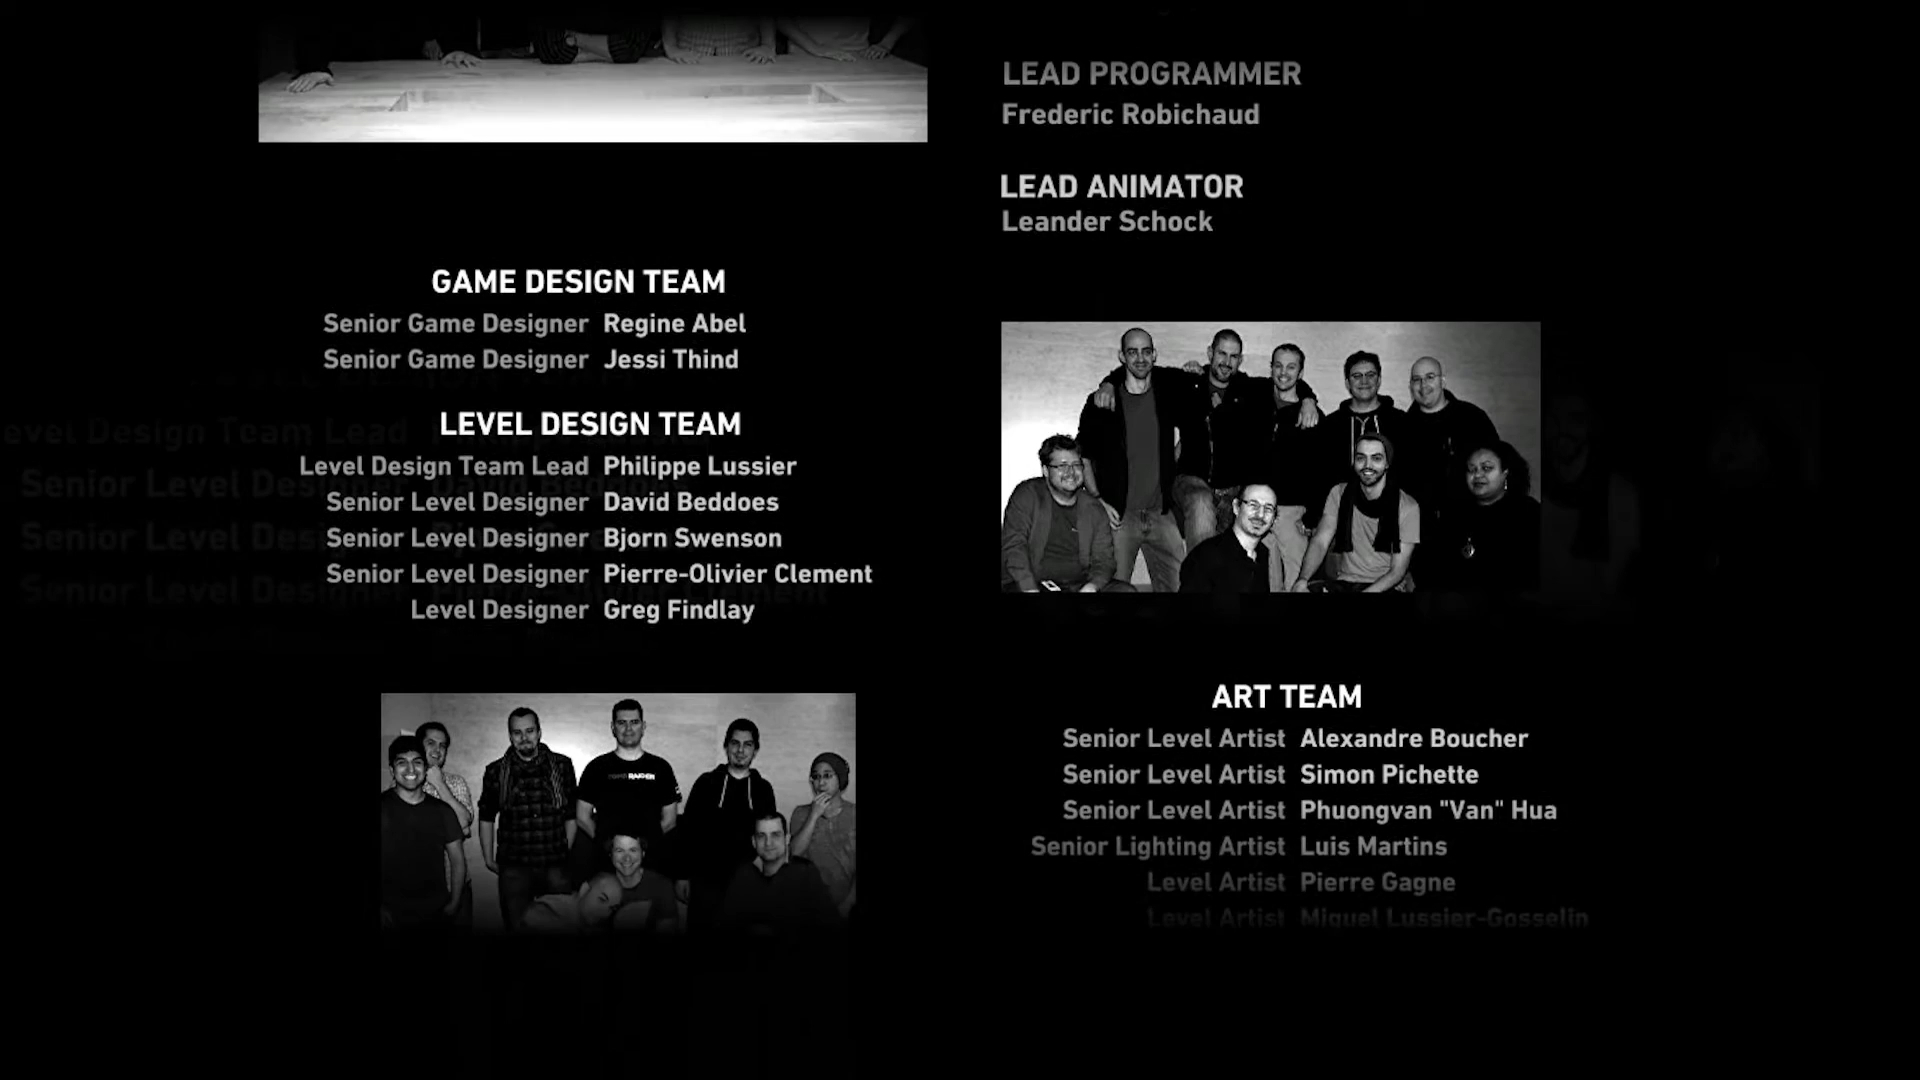 LEAD PROGRAMMER
Frederic Robichaud
LEAD ANIMATOR
Leander Schock
GAME DESIGN TEAM
Senior Game Designer Regine Abel
Senior Game Designer Jessi Thind
LEVEL DESIGN TEAM
Level Design Team Lead Philippe Lussier
Senior Level Designer David Beddoes
Senior Level Designer Bjorn Swenson
Senior Level Designer Pierre-Olivier Clement
Level Designer Greg Findlay
RAIDER
ART TEAM
Senior Level Artist Alexandre Boucher
Senior Level Artist Simon Pichette
Senior Level Artist Phuongvan "Van" Hua
Senior Lighting Artist Luis Martins
Level Artist Pierre Gagne
Level Artist Miguel Lussier-Gosselin